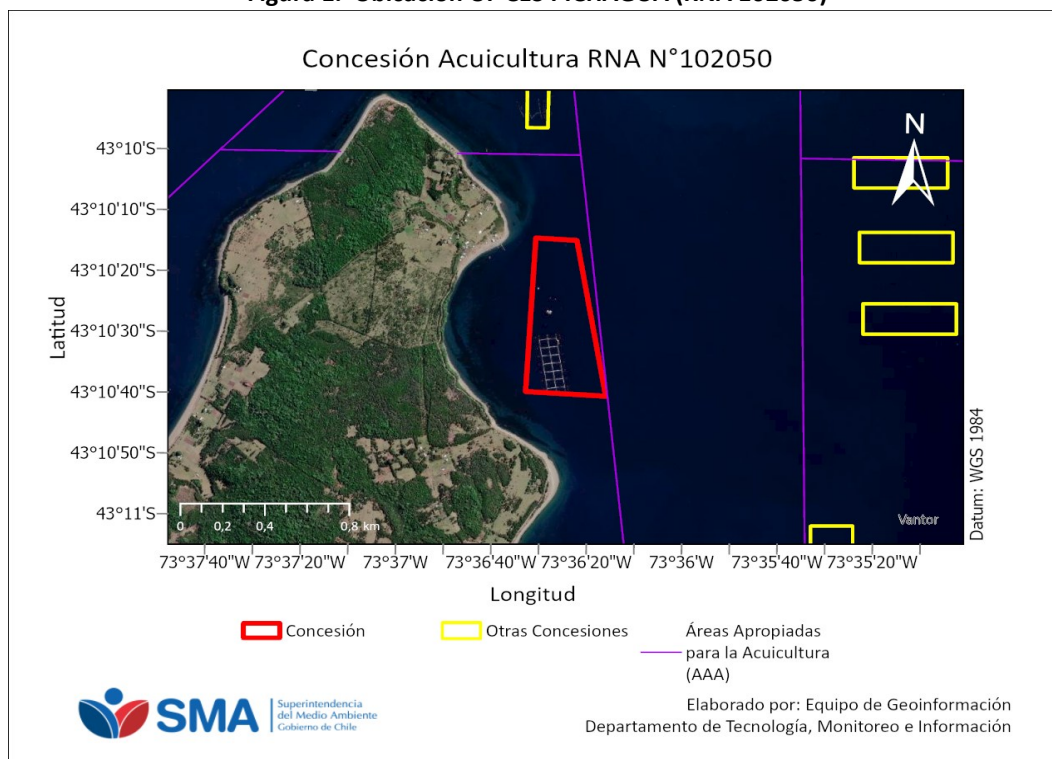 Concesión Acuicultura RNA N°102050
N
43°10'S
43°10'10"S
43°10'20"S
43°10'30"S
43°10'40"S
43°10'50"S
43°11'S
Latitud
0 0,2 0,4 0,8 km
Vantor
Datum: WGS 1984
73°37'40"W 73°37'20"W 73°37'W 73°36'40"W 73°36'20"W 73°36'W 73°35'40"W 73°35'20"W
Longitud
Concesión
Otras Concesiones
Áreas Apropiadas
para la Acuicultura
(AAA)
SMA
Superintendencia
del Medio Ambiente
Gobierno de Chile
Elaborado por: Equipo de Geoinformación
Departamento de Tecnología, Monitoreo e Información